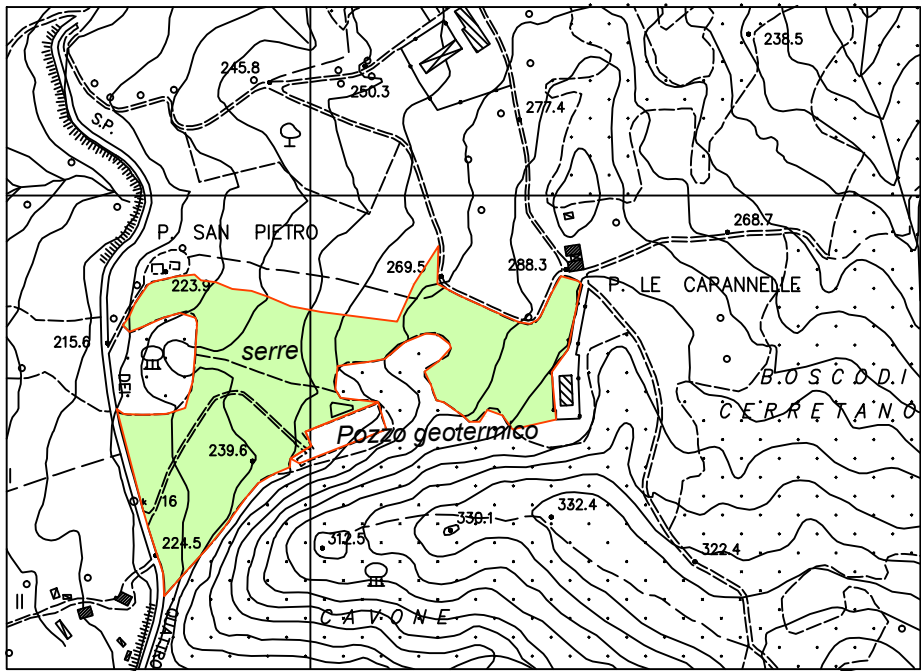 238.5
245.8
250.3
277.4
S.P.
268.7
P. SAN PIETRO
269.5
288.3
223.9
P. LE CAPANNELLE
215.6
serre
BOSCO DI
DEI
CERRETANO
Pozzo geotermico
239.6
16
332.4
330.1
312.5
224.5
322.4
II
CAVONE
QUATTRO